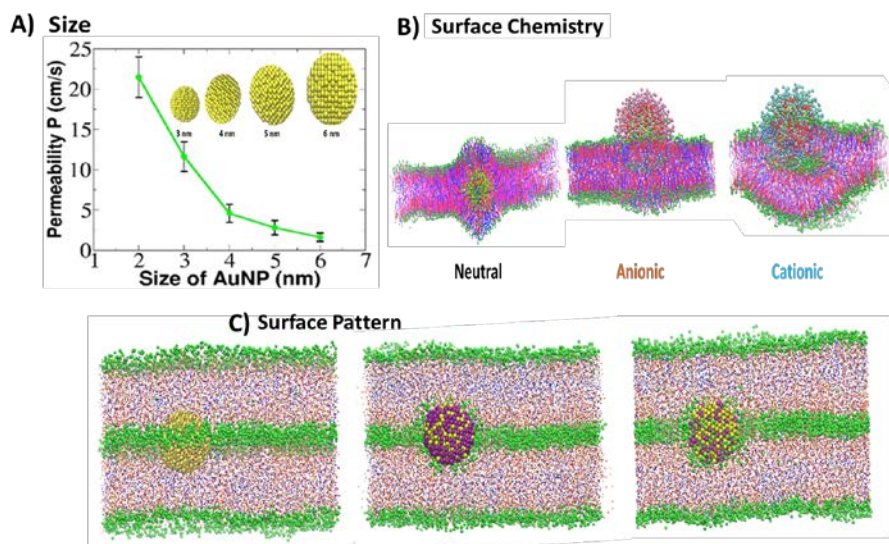 A) Size
Permeability P (cm/s)
25
20
15
10
5
0
3 nm 4 nm 5 nm 6 nm
1 2 3 4 5 6 7
Size of AuNP (nm)
B) Surface Chemistry
Neutral Anionic Cationic
C) Surface Pattern